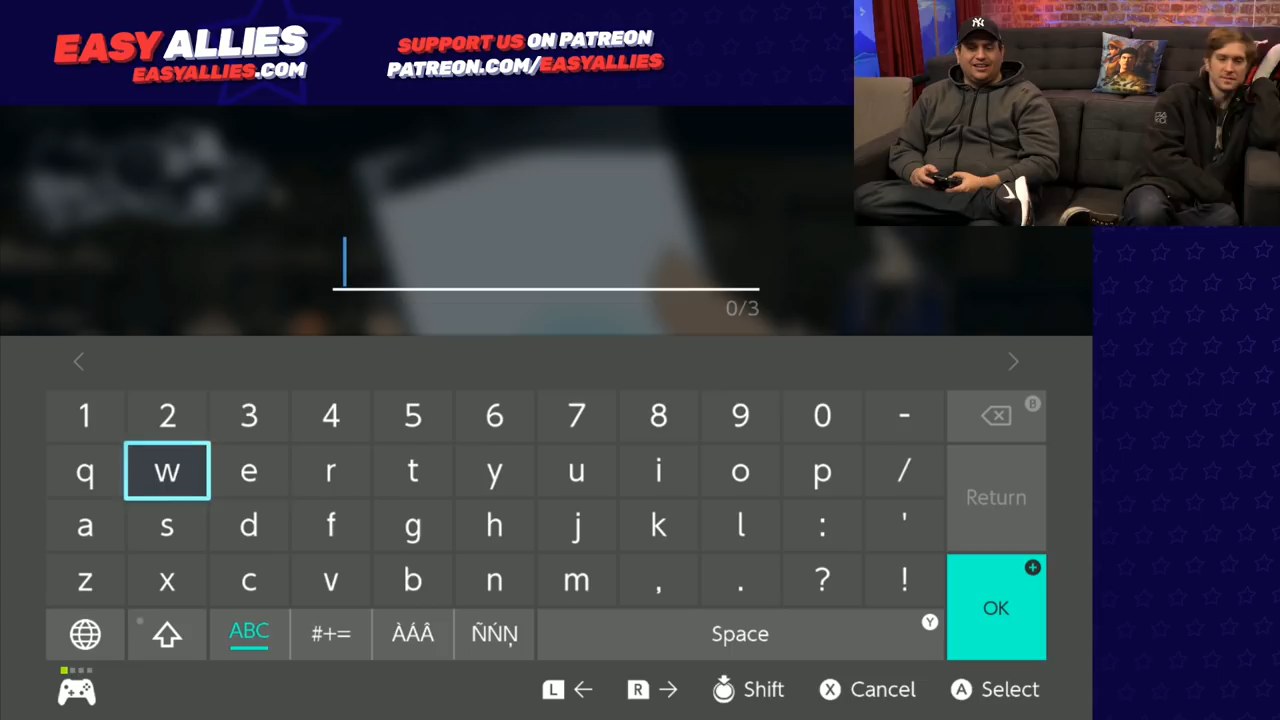 EASY ALLIES
EASYALLIES.COM
SUPPORT US ON PATREON
PATREON.COM/EASYALLIES
0/3
1 2 3 4 5 6 7 8 9 0 -
q w e r t y u i o p /
Return
a s d f g h j k l : '
z x c v b n m , . ? !
OK
ABC #+= ÀÁÂ ÑŃŅ Space Y
L ← R → Shift X Cancel A Select